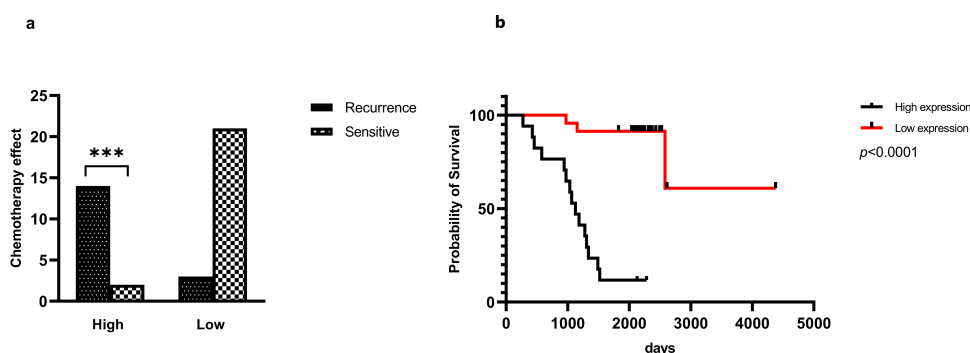 a
Chemotherapy effect
25
20
15
10
5
0
***
High
Low
Recurrence
Sensitive
b
Probability of Survival
100
50
0
0
1000
2000
3000
4000
5000
days
High expression
Low expression
p<0.0001